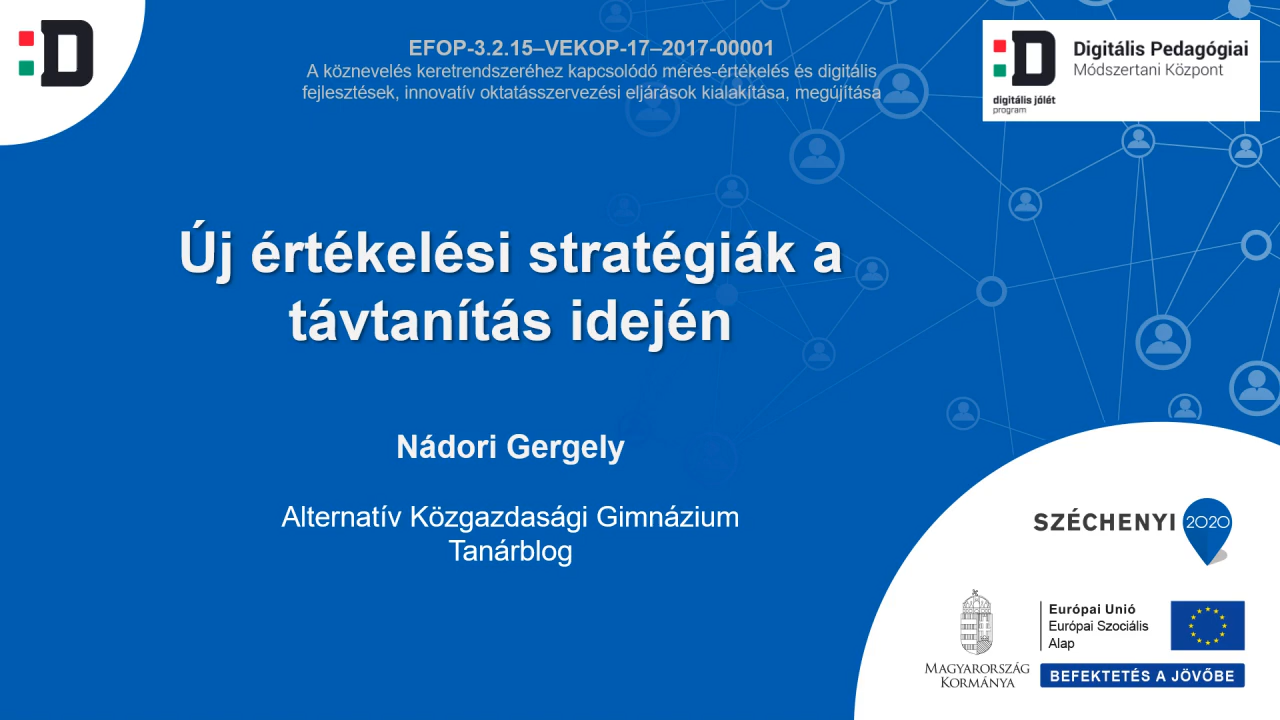 EFOP-3.2.15–VEKOP-17–2017-00001
A köznevelés keretrendszeréhez kapcsolódó mérés-értékelés és digitális
fejlesztések, innovatív oktatásszervezési eljárások kialakítása, megújítása
:D
:D
Digitális Pedagógiai
Módszertani Központ
digitális jólét
program
Új értékelési stratégiák a
távtanítás idején
Nádori Gergely
Alternatív Közgazdasági Gimnázium
Tanárblog
SZÉCHENYI 2020
MAGYARORSZÁG
KORMÁNYA
Európai Unió
Európai Szociális
Alap
BEFEKTETÉS A JÖVŐBE